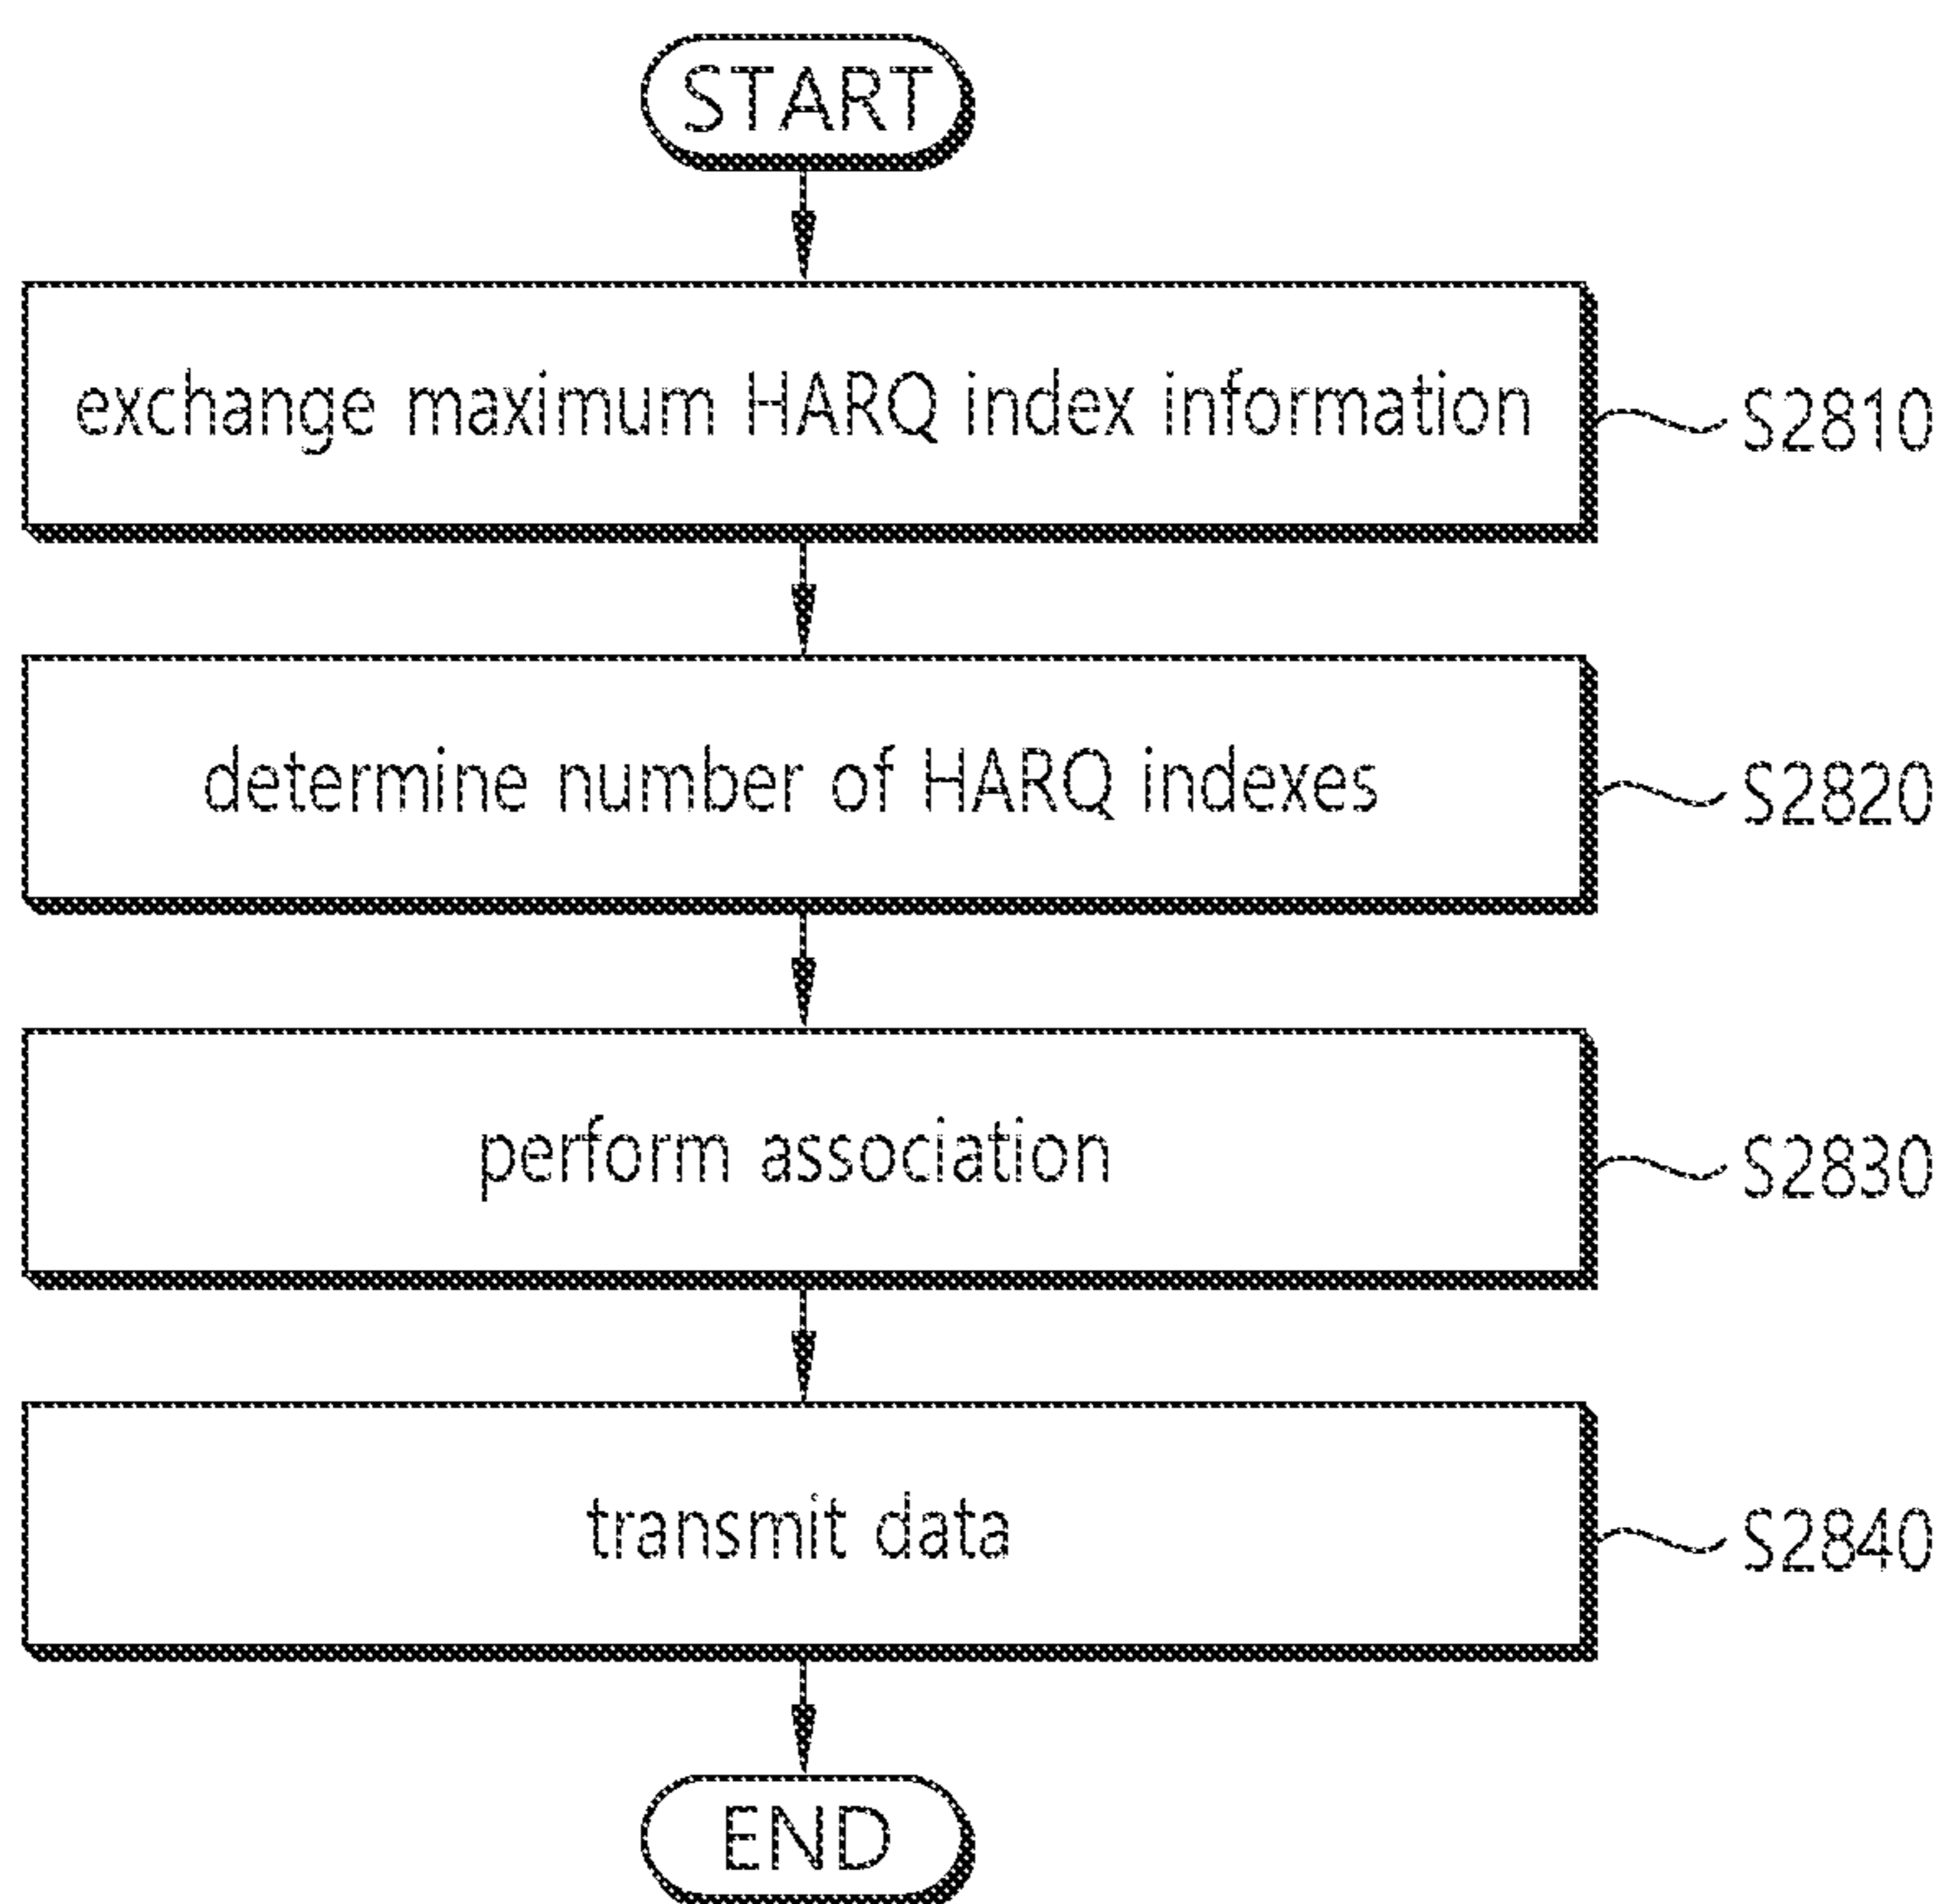 START
exchange maximum HARQ index information
S2810
determine number of HARQ indexes
S2820
perform association
S2830
transmit data
S2840
END